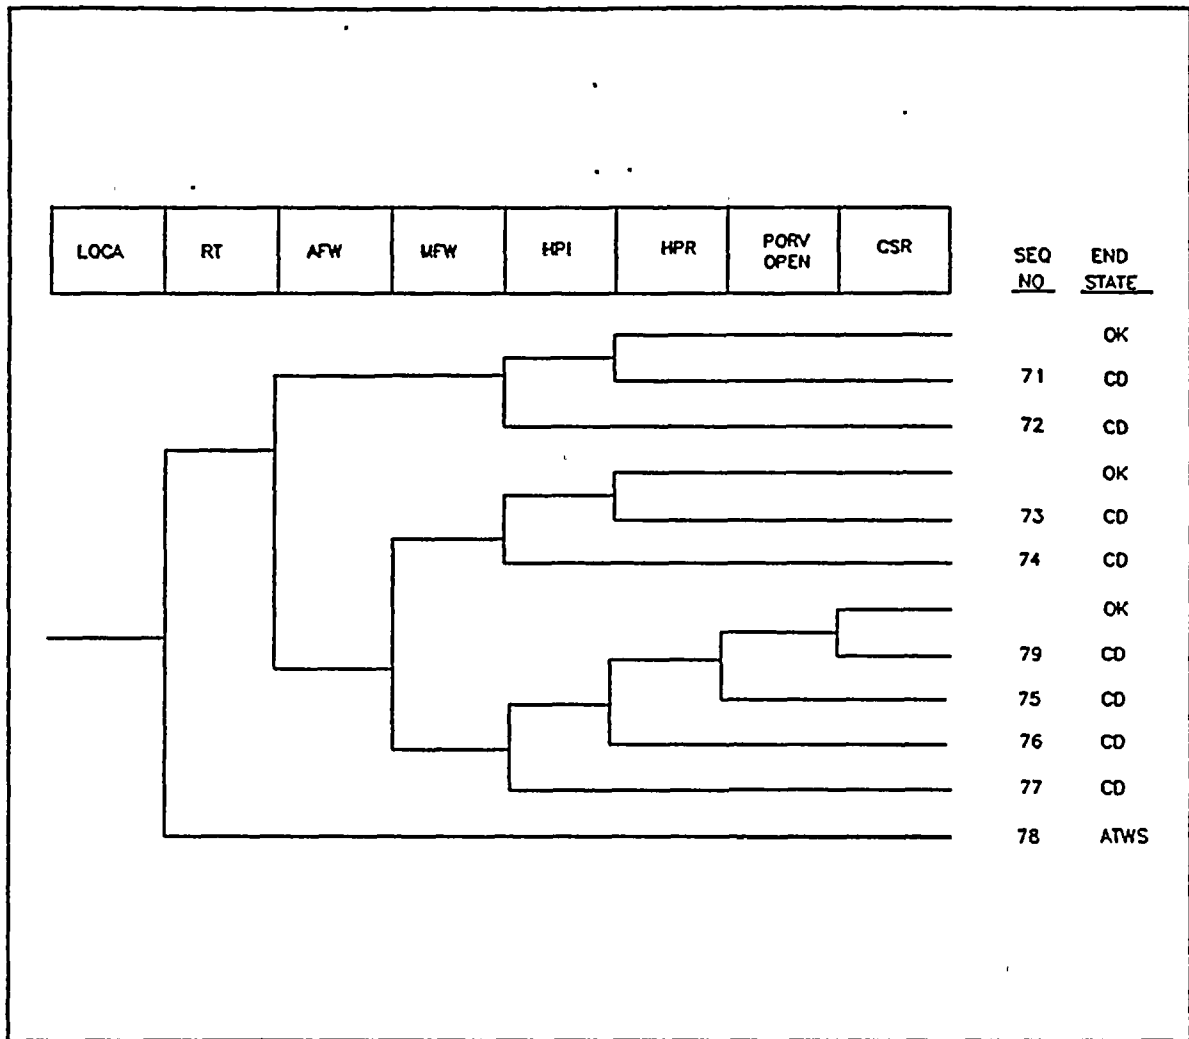 LOCA RT AFW MFW HPI HPR PORV OPEN CSR
SEQ NO END STATE
OK
71 CD
72 CD
OK
73 CD
74 CD
OK
79 CD
75 CD
76 CD
77 CD
78 ATWS